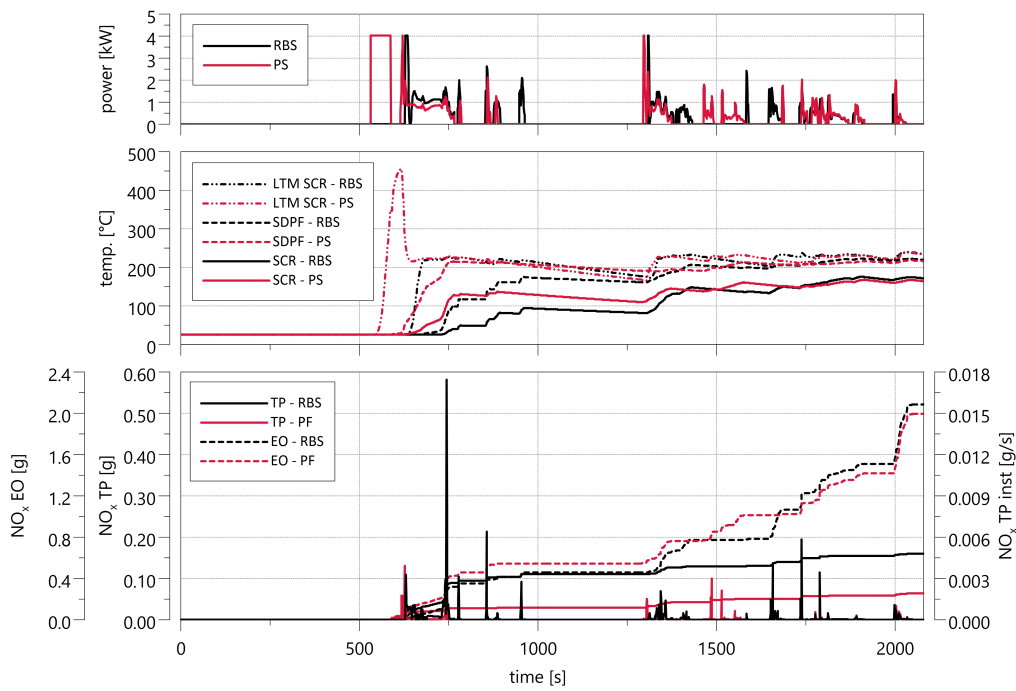 power [kW]
5
4
3
2
1
0
RBS
PS
temp. [°C]
500
400
300
200
100
0
LTM SCR - RBS
LTM SCR - PS
SDPF - RBS
SDPF - PS
SCR - RBS
SCR - PS
NOx EO [g]
2.4
2.0
1.6
1.2
0.8
0.4
0.0
NOx TP [g]
0.60
0.50
0.40
0.30
0.20
0.10
0.00
TP - RBS
TP - PF
EO - RBS
EO - PF
0.018
0.015
0.012
0.009
0.006
0.003
0.000
NOx TP inst [g/s]
0 500 1000 1500 2000
time [s]